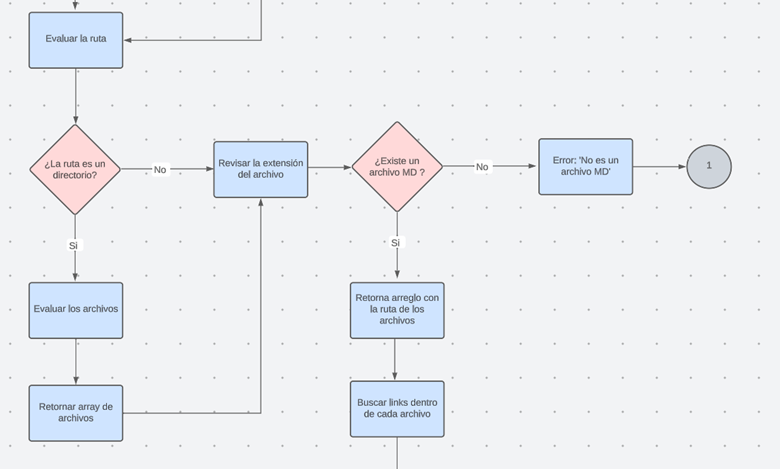 Evaluar la ruta
¿La ruta es un
directorio?
No
Revisar la extensión
del archivo
¿Existe un
archivo MD ?
No
Error; 'No es un
archivo MD'
1
Si
Si
Evaluar los archivos
Retorna arreglo con
la ruta de los
archivos
Retornar array de
archivos
Buscar links dentro
de cada archivo